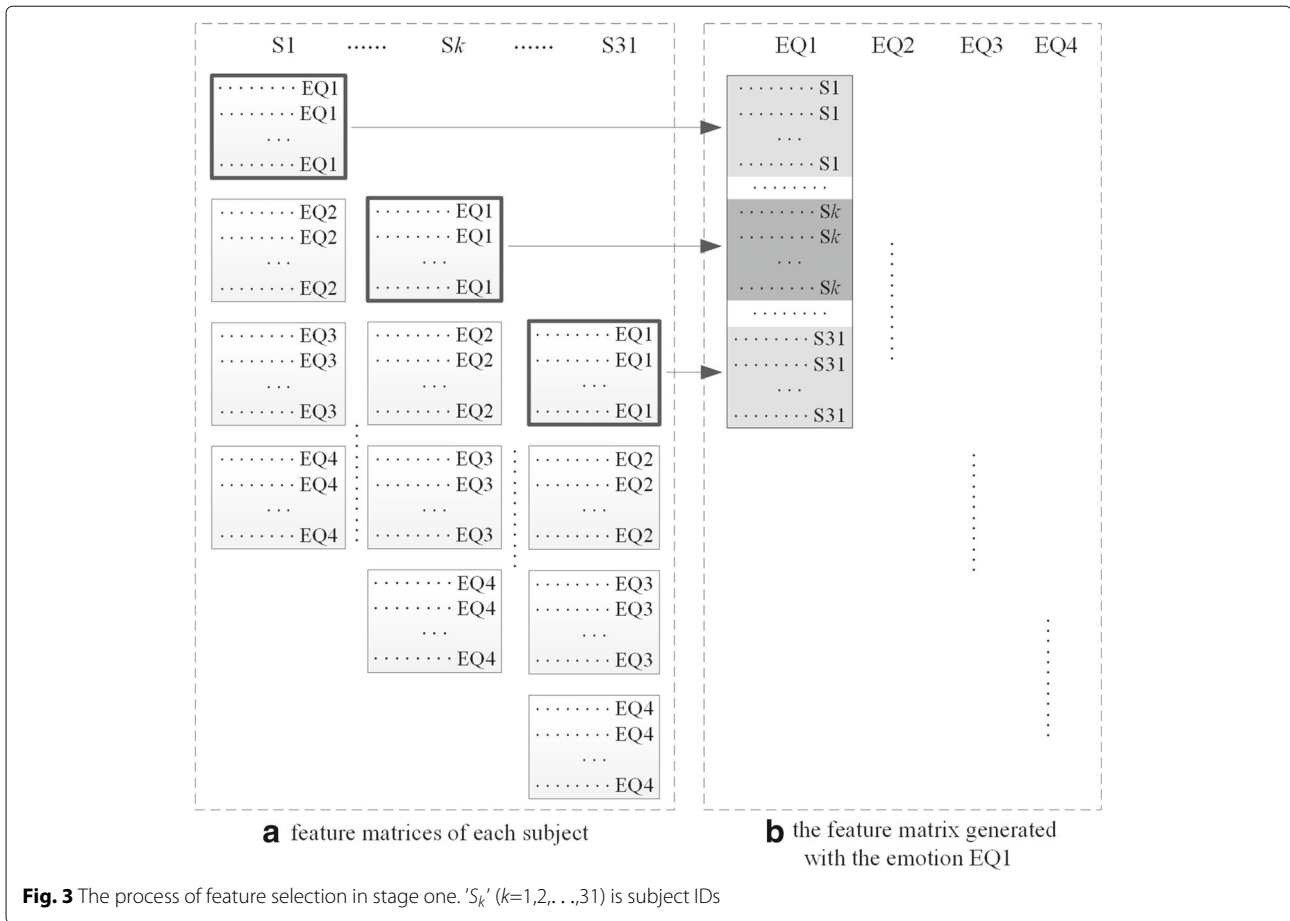 S1 ...... Sk ...... S31
········ EQ1
········ EQ1
...
········ EQ1
········ EQ2
········ EQ2
...
········ EQ2
········ EQ3
········ EQ3
...
········ EQ3
········ EQ4
········ EQ4
...
········ EQ4
········ EQ1
········ EQ1
...
········ EQ1
········ EQ2
········ EQ2
...
········ EQ2
········ EQ3
········ EQ3
...
········ EQ3
········ EQ4
········ EQ4
...
········ EQ4
········ EQ1
········ EQ1
...
········ EQ1
········ EQ2
········ EQ2
...
········ EQ2
········ EQ3
········ EQ3
...
········ EQ3
········ EQ4
········ EQ4
...
········ EQ4
a feature matrices of each subject
EQ1 EQ2 EQ3 EQ4
········ S1
········ S1
...
········ S1
········
········ Sk
········ Sk
...
········ Sk
········
········ S31
········ S31
...
········ S31
b the feature matrix generated
with the emotion EQ1
Fig. 3 The process of feature selection in stage one. 'Sₖ' (k=1,2,...,31) is subject IDs